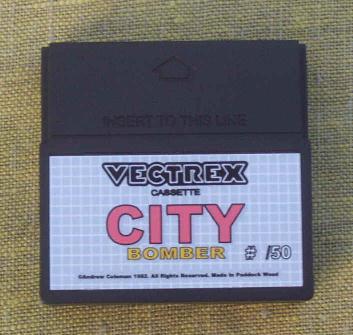 INSERT TO THIS LINE
VECTREX
CASSETTE
CITY
BOMBER # /50
©Andrew Coleman 1982. All Rights Reserved. Made in Paddock Wood